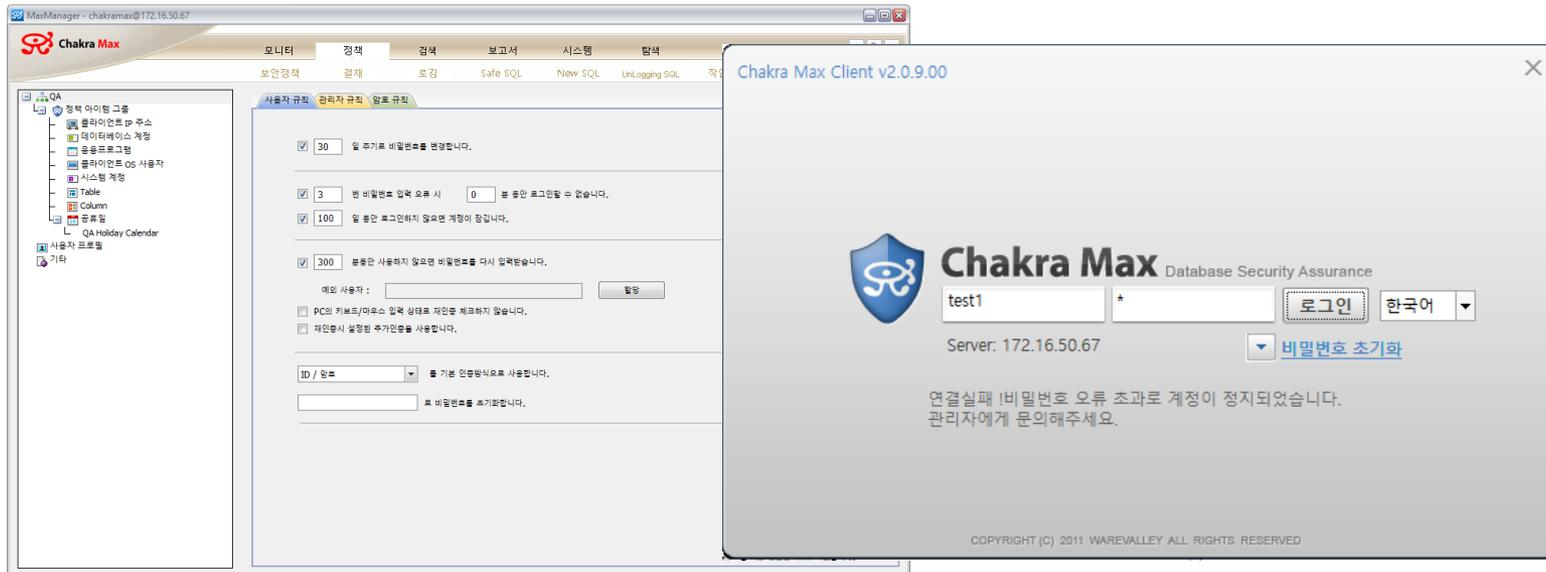 MaxManager - chakramax@172.16.50.67
Chakra Max
모니터 정책 검색 보고서 시스템 탐색
보안정책 결재 로깅 Safe SQL New SQL UnLogging SQL
QA
정책 아이템 그룹
클라이언트 IP 주소
데이터베이스 계정
응용프로그램
클라이언트 OS 사용자
시스템 계정
Table
Column
공휴일
QA Holiday Calendar
사용자 프로필
기타
사용자 규칙 관리자 규칙 암호 규칙
30 일 주기로 비밀번호를 변경합니다.
3 번 비밀번호 입력 오류 시 0 분 동안 로그인할 수 없습니다.
100 일 동안 로그인하지 않으면 계정이 잠깁니다.
300 분동안 사용하지 않으면 비밀번호를 다시 입력받습니다.
예외 사용자 : 할당
PC의 키보드/마우스 입력 상태로 재인증 체크하지 않습니다.
재인증시 설정된 추가인증을 사용합니다.
ID / 암호 를 기본 인증방식으로 사용합니다.
로 비밀번호를 초기화합니다.
Chakra Max Client v2.0.9.00
Chakra Max Database Security Assurance
test1 * 로그인 한국어
Server: 172.16.50.67 비밀번호 초기화
연결실패 !비밀번호 오류 초과로 계정이 정지되었습니다.
관리자에게 문의해주세요.
COPYRIGHT (C) 2011 WAREVALLEY ALL RIGHTS RESERVED